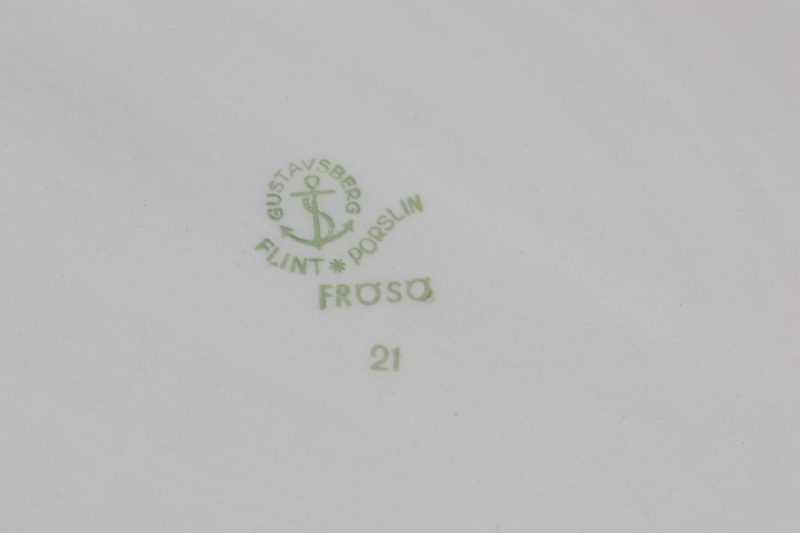 GUSTAVSBERG
FLINT * PORSLIN
FRÖSÖ
21